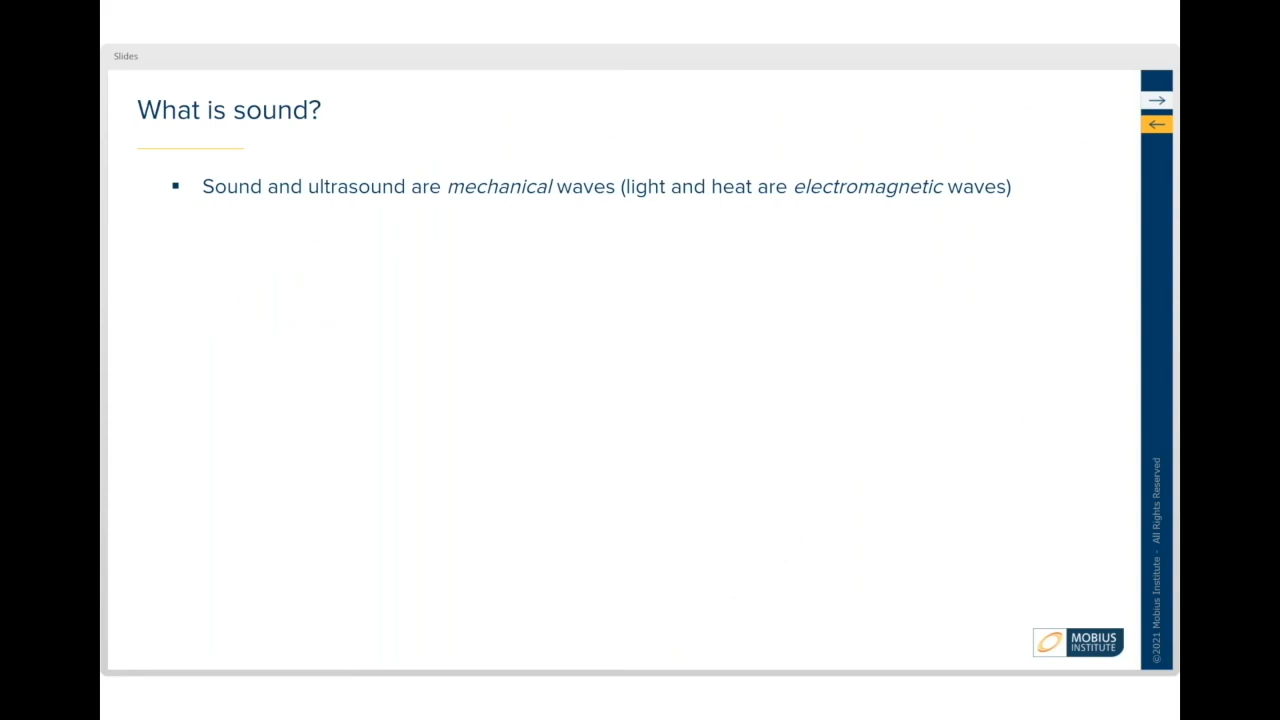 Slides
What is sound?
▪ Sound and ultrasound are mechanical waves (light and heat are electromagnetic waves)
©2021 Mobius Institute - All Rights Reserved
MOBIUS
INSTITUTE